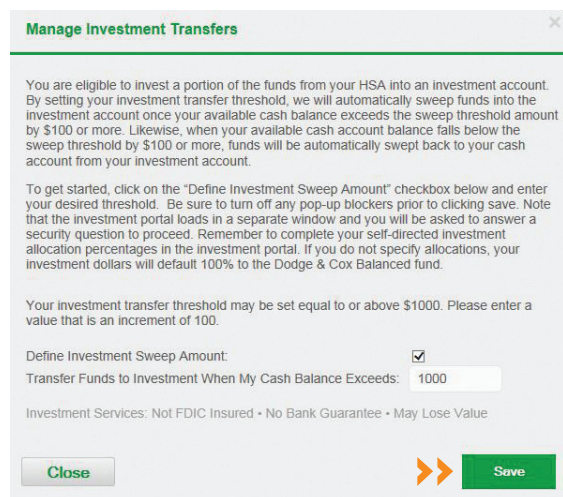 Manage Investment Transfers
×
You are eligible to invest a portion of the funds from your HSA into an investment account.
By setting your investment transfer threshold, we will automatically sweep funds into the
investment account once your available cash balance exceeds the sweep threshold amount
by $100 or more. Likewise, when your available cash account balance falls below the
sweep threshold by $100 or more, funds will be automatically swept back to your cash
account from your investment account.
To get started, click on the “Define Investment Sweep Amount” checkbox below and enter
your desired threshold. Be sure to turn off any pop-up blockers prior to clicking save. Note
that the investment portal loads in a separate window and you will be asked to answer a
security question to proceed. Remember to complete your self-directed investment
allocation percentages in the investment portal. If you do not specify allocations, your
investment dollars will default 100% to the Dodge & Cox Balanced fund.
Your investment transfer threshold may be set equal to or above $1000. Please enter a
value that is an increment of 100.
Define Investment Sweep Amount:
Transfer Funds to Investment When My Cash Balance Exceeds: 1000
Investment Services: Not FDIC Insured • No Bank Guarantee • May Lose Value
Close Save